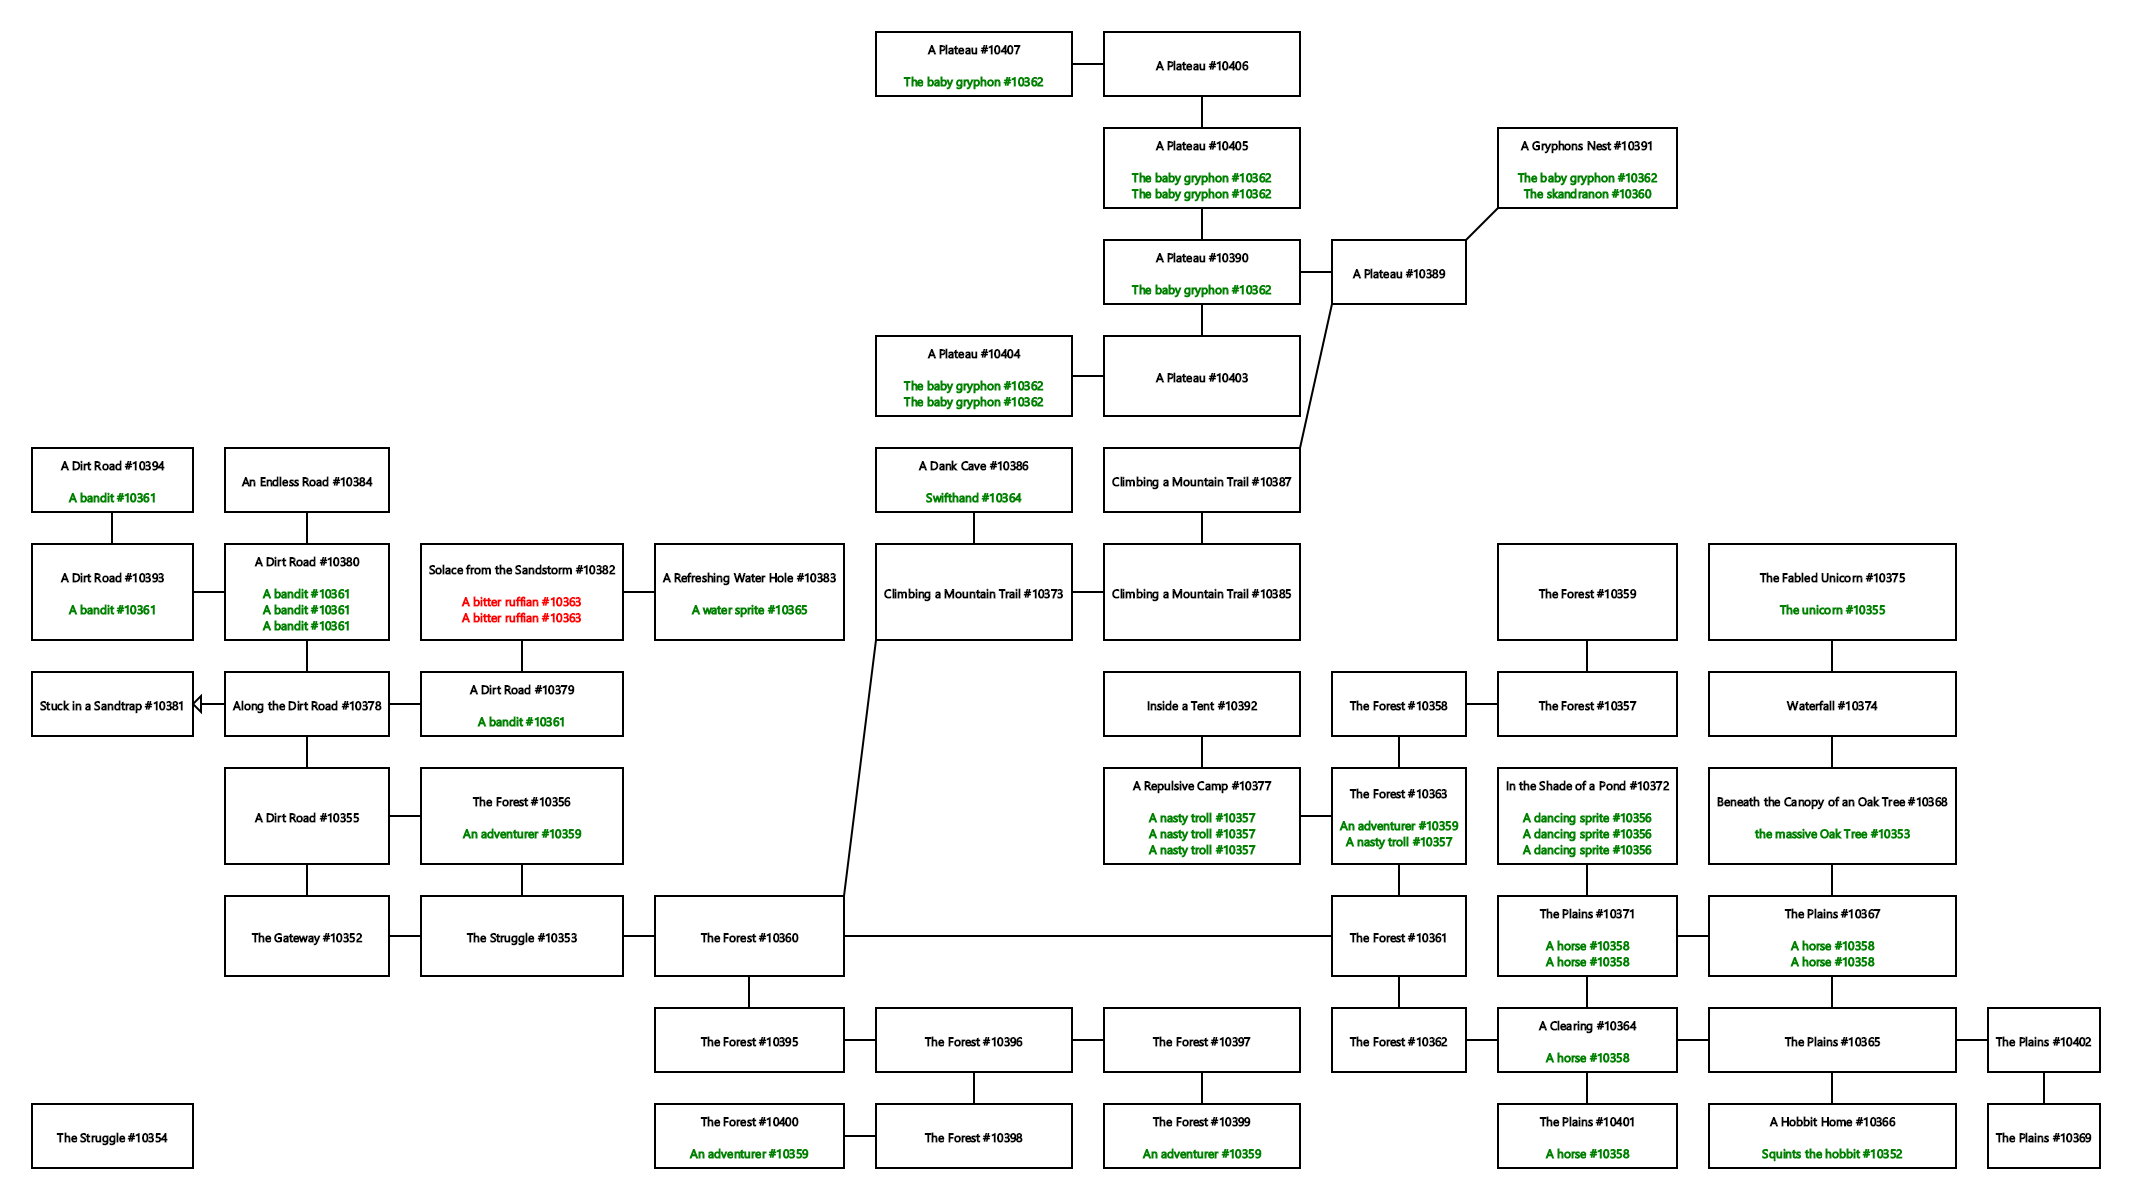 A Plateau #10407
The baby gryphon #10362
A Plateau #10406
A Plateau #10405
The baby gryphon #10362
The baby gryphon #10362
A Gryphons Nest #10391
The baby gryphon #10362
The skandranon #10360
A Plateau #10390
The baby gryphon #10362
A Plateau #10389
A Plateau #10404
The baby gryphon #10362
The baby gryphon #10362
A Plateau #10403
A Dirt Road #10394
A bandit #10361
An Endless Road #10384
A Dank Cave #10386
Swifthand #10364
Climbing a Mountain Trail #10387
A Dirt Road #10393
A bandit #10361
A Dirt Road #10380
A bandit #10361
A bandit #10361
A bandit #10361
Solace from the Sandstorm #10382
A bitter ruffian #10363
A bitter ruffian #10363
A Refreshing Water Hole #10383
A water sprite #10365
Climbing a Mountain Trail #10373
Climbing a Mountain Trail #10385
The Forest #10359
The Fabled Unicorn #10375
The unicorn #10355
Stuck in a Sandtrap #10381
Along the Dirt Road #10378
A Dirt Road #10379
A bandit #10361
Inside a Tent #10392
The Forest #10358
The Forest #10357
Waterfall #10374
A Dirt Road #10355
The Forest #10356
An adventurer #10359
A Repulsive Camp #10377
A nasty troll #10357
A nasty troll #10357
A nasty troll #10357
The Forest #10363
An adventurer #10359
A nasty troll #10357
In the Shade of a Pond #10372
A dancing sprite #10356
A dancing sprite #10356
A dancing sprite #10356
Beneath the Canopy of an Oak Tree #10368
the massive Oak Tree #10353
The Gateway #10352
The Struggle #10353
The Forest #10360
The Forest #10361
The Plains #10371
A horse #10358
A horse #10358
The Plains #10367
A horse #10358
A horse #10358
The Forest #10395
The Forest #10396
The Forest #10397
The Forest #10362
A Clearing #10364
A horse #10358
The Plains #10365
The Plains #10402
The Struggle #10354
The Forest #10400
An adventurer #10359
The Forest #10398
The Forest #10399
An adventurer #10359
The Plains #10401
A horse #10358
A Hobbit Home #10366
Squints the hobbit #10352
The Plains #10369